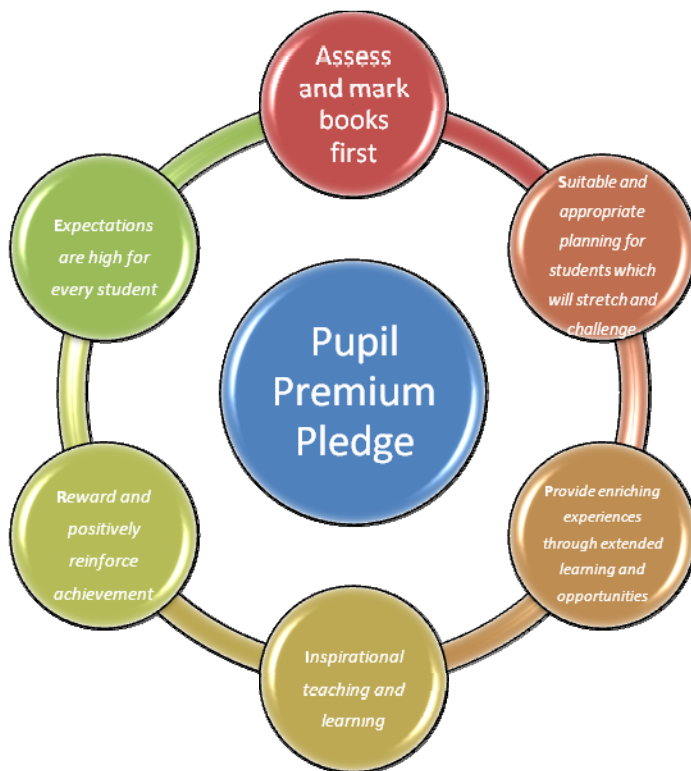 Assess
and mark
books
first
Suitable and
appropriate
planning for
students which
will stretch and
challenge
Provide enriching
experiences
through extended
learning and
opportunities
Inspirational
teaching and
learning
Reward and
positively
reinforce
achievement
Expectations
are high for
every student
Pupil
Premium
Pledge